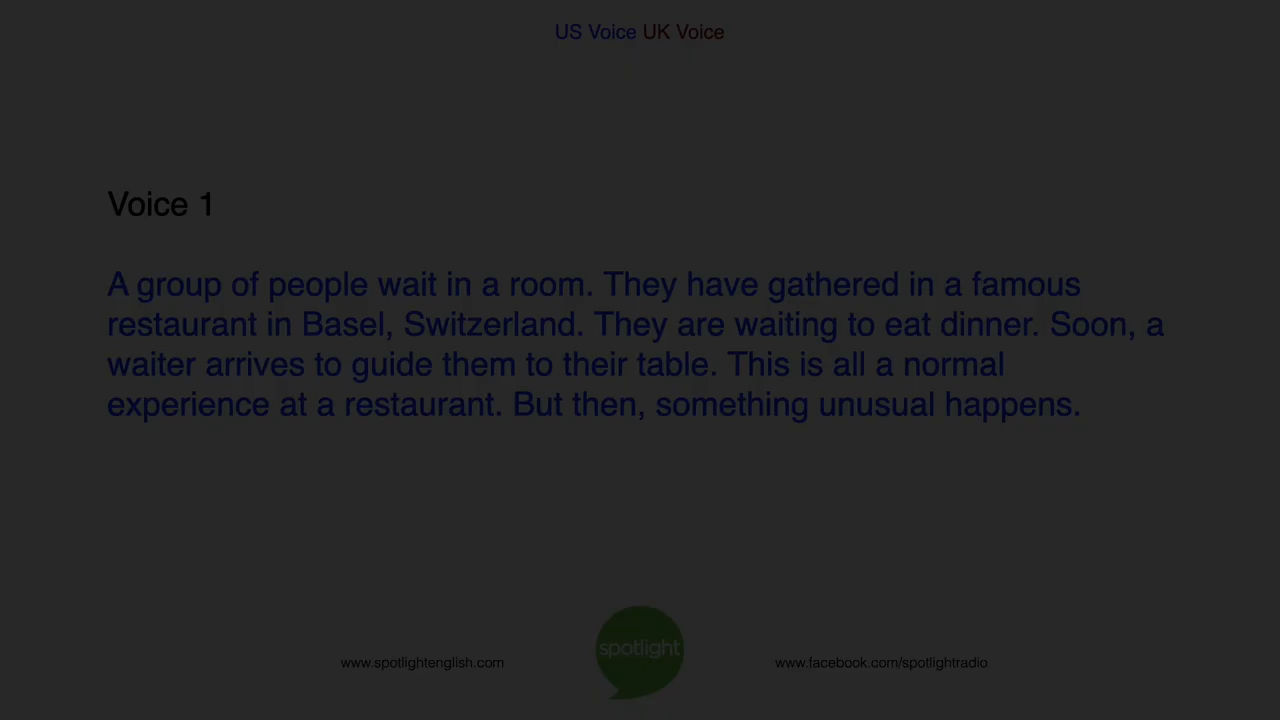 US Voice UK Voice
Voice 1
A group of people wait in a room. They have gathered in a famous
restaurant in Basel, Switzerland. They are waiting to eat dinner. Soon, a
waiter arrives to guide them to their table. This is all a normal
experience at a restaurant. But then, something unusual happens.
spotlight
www.spotlightenglish.com
www.facebook.com/spotlightradio